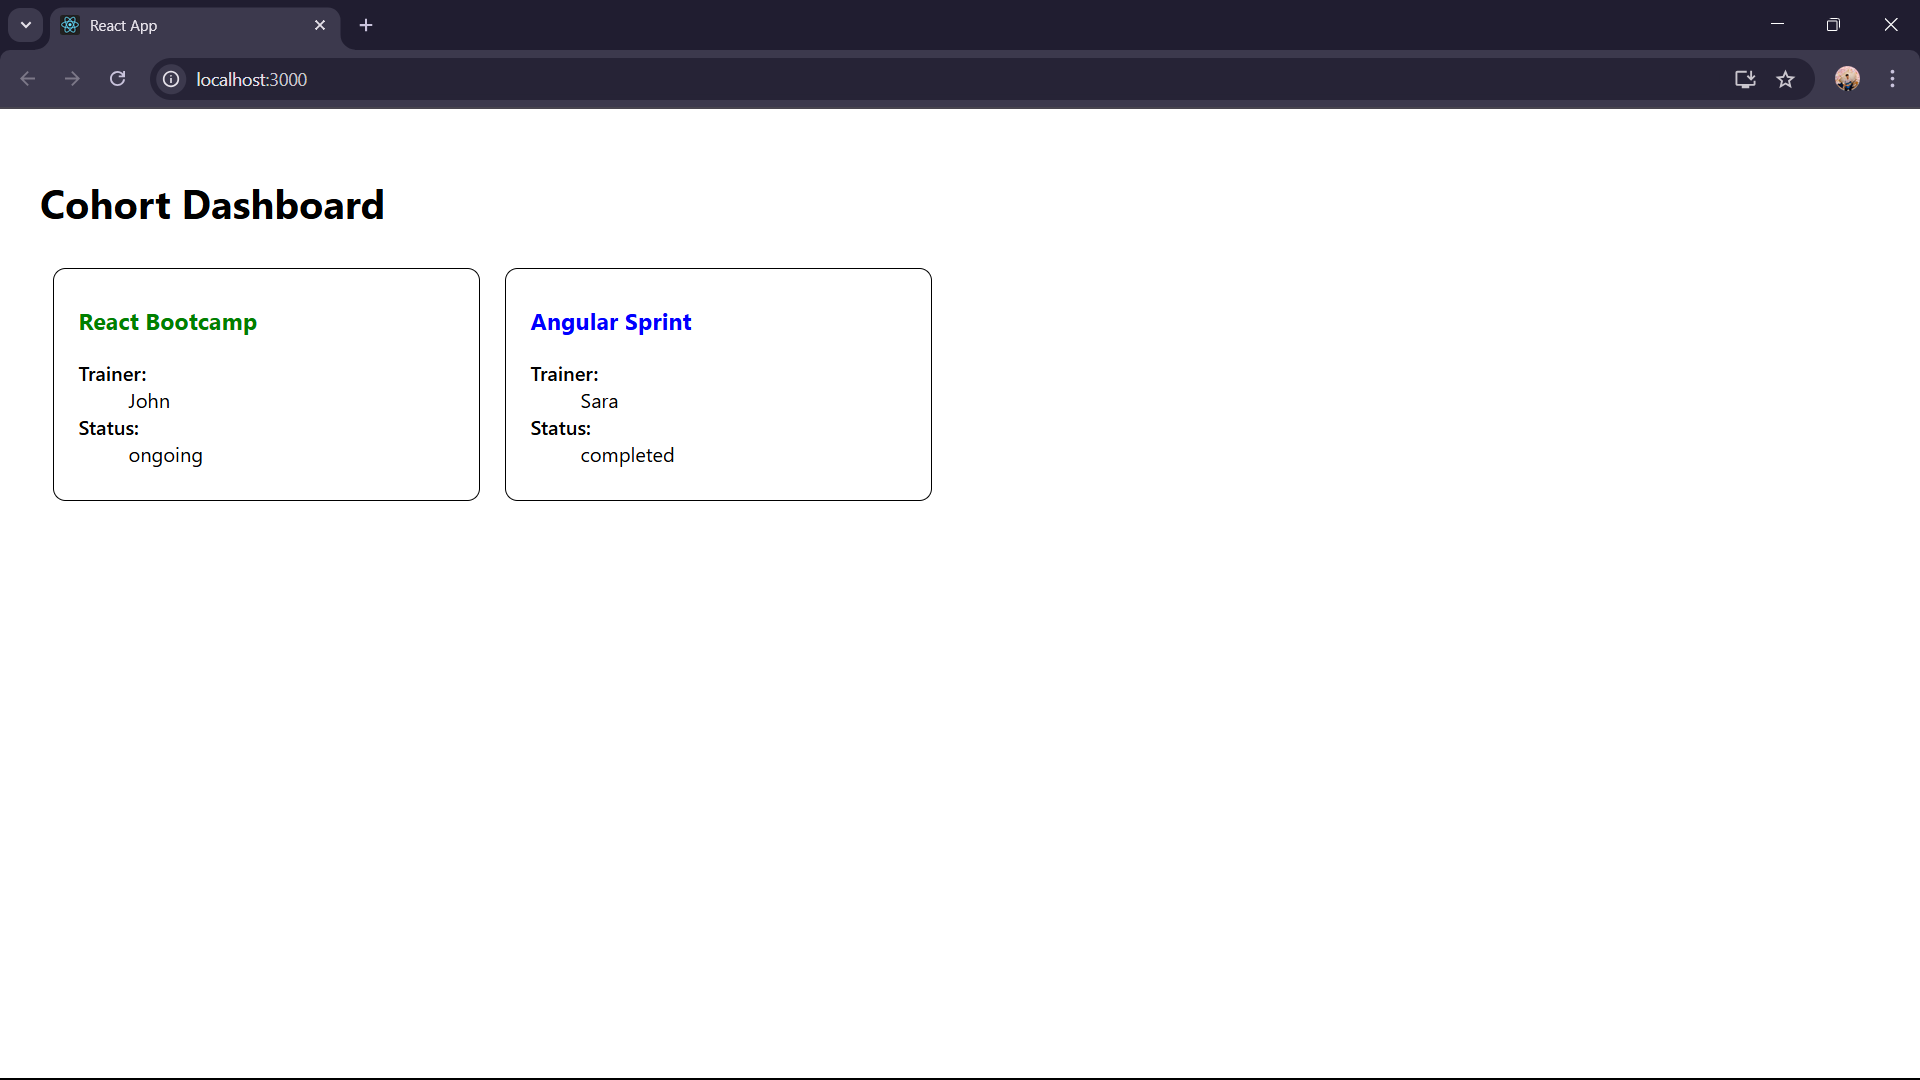 React App
localhost:3000
Cohort Dashboard
React Bootcamp
Trainer:
John
Status:
ongoing
Angular Sprint
Trainer:
Sara
Status:
completed